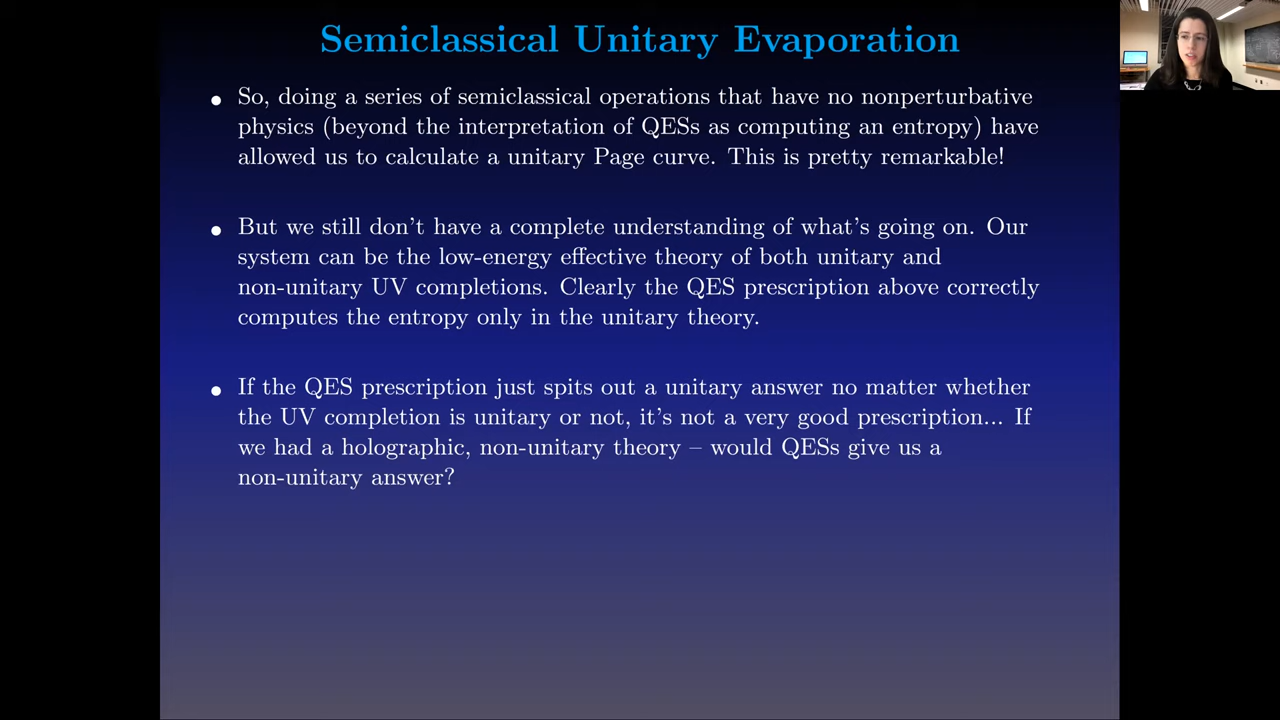 Semiclassical Unitary Evaporation
• So, doing a series of semiclassical operations that have no nonperturbative
physics (beyond the interpretation of QESs as computing an entropy) have
allowed us to calculate a unitary Page curve. This is pretty remarkable!
• But we still don't have a complete understanding of what's going on. Our
system can be the low-energy effective theory of both unitary and
non-unitary UV completions. Clearly the QES prescription above correctly
computes the entropy only in the unitary theory.
• If the QES prescription just spits out a unitary answer no matter whether
the UV completion is unitary or not, it's not a very good prescription... If
we had a holographic, non-unitary theory – would QESs give us a
non-unitary answer?